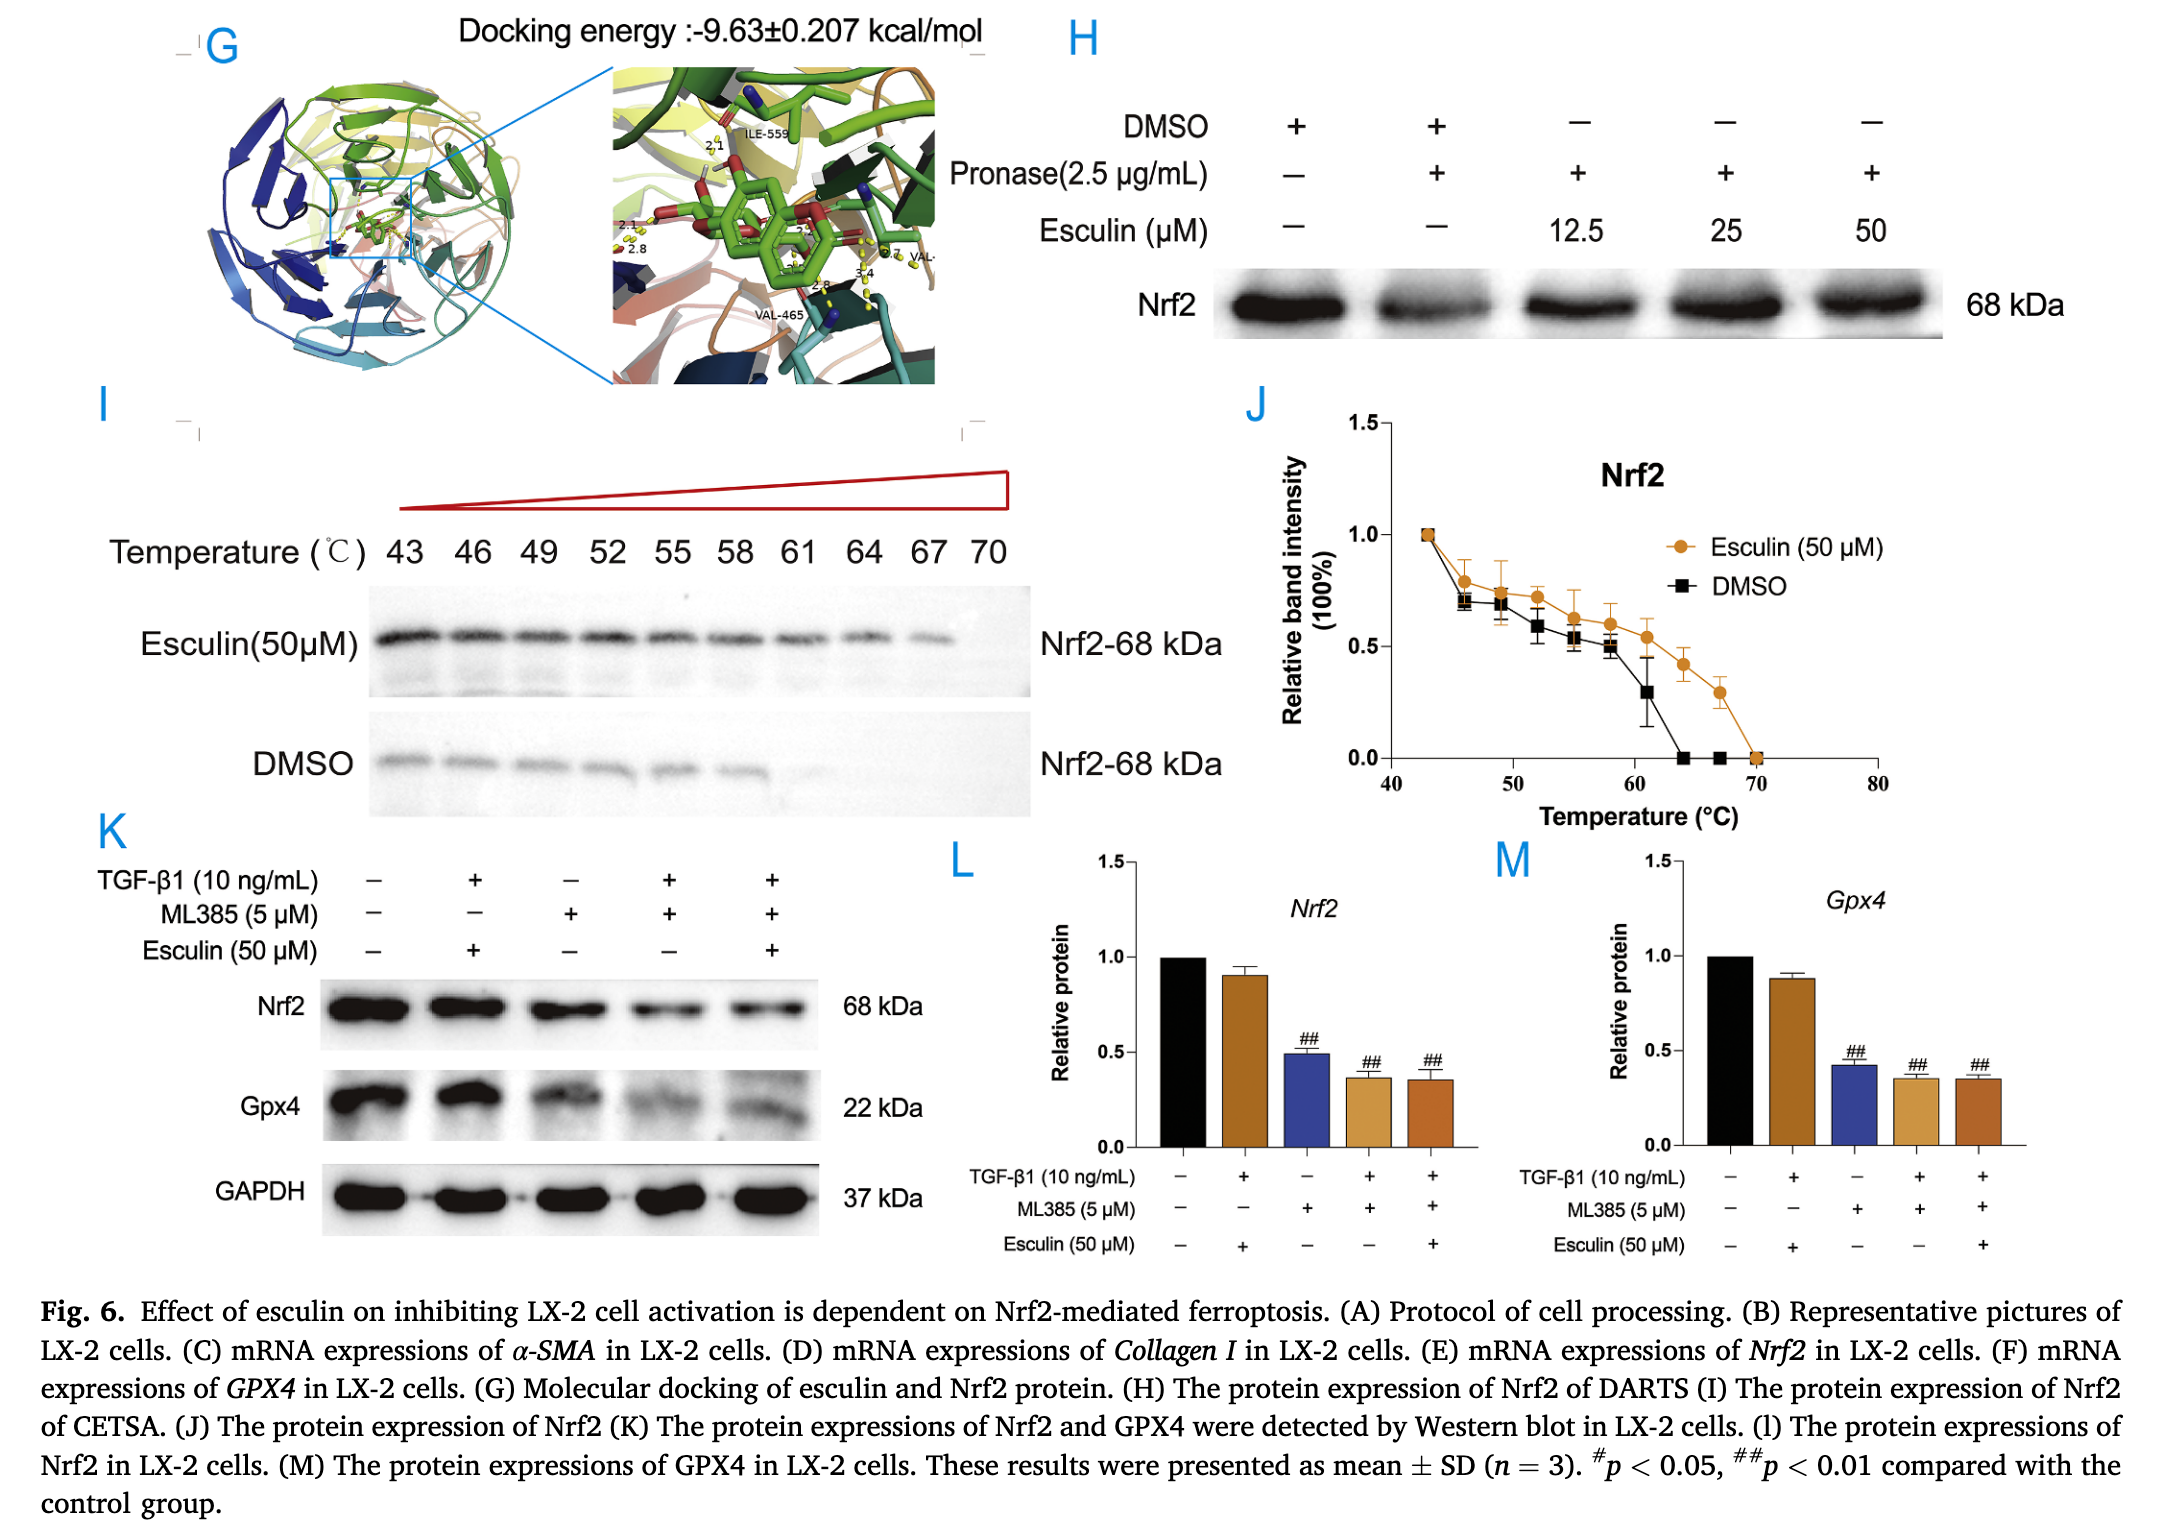 G
Docking energy :-9.63±0.207 kcal/mol
ILE-559
2.1
2.1
2.8
2.7
VAL-
3.4
2.8
VAL-465
H
DMSO + + − − −
Pronase(2.5 µg/mL) − + + + +
Esculin (µM) − − 12.5 25 50
Nrf2 68 kDa
I
Temperature (℃) 43 46 49 52 55 58 61 64 67 70
Esculin(50µM) Nrf2-68 kDa
DMSO Nrf2-68 kDa
J
Nrf2
Relative band intensity
(100%)
1.5
1.0
0.5
0.0
Esculin (50 µM)
DMSO
40 50 60 70 80
Temperature (°C)
K
TGF-β1 (10 ng/mL) − + − + +
ML385 (5 µM) − − + + +
Esculin (50 µM) − + − − +
Nrf2 68 kDa
Gpx4 22 kDa
GAPDH 37 kDa
L
Nrf2
Relative protein
1.5
1.0
0.5
0.0
## ## ##
TGF-β1 (10 ng/mL) − + − + +
ML385 (5 µM) − − + + +
Esculin (50 µM) − + − − +
M
Gpx4
Relative protein
1.5
1.0
0.5
0.0
## ## ##
TGF-β1 (10 ng/mL) − + − + +
ML385 (5 µM) − − + + +
Esculin (50 µM) − + − − +
Fig. 6. Effect of esculin on inhibiting LX-2 cell activation is dependent on Nrf2-mediated ferroptosis. (A) Protocol of cell processing. (B) Representative pictures of
LX-2 cells. (C) mRNA expressions of α-SMA in LX-2 cells. (D) mRNA expressions of Collagen I in LX-2 cells. (E) mRNA expressions of Nrf2 in LX-2 cells. (F) mRNA
expressions of GPX4 in LX-2 cells. (G) Molecular docking of esculin and Nrf2 protein. (H) The protein expression of Nrf2 of DARTS (I) The protein expression of Nrf2
of CETSA. (J) The protein expression of Nrf2 (K) The protein expressions of Nrf2 and GPX4 were detected by Western blot in LX-2 cells. (l) The protein expressions of
Nrf2 in LX-2 cells. (M) The protein expressions of GPX4 in LX-2 cells. These results were presented as mean ± SD (n = 3). #p < 0.05, ##p < 0.01 compared with the
control group.